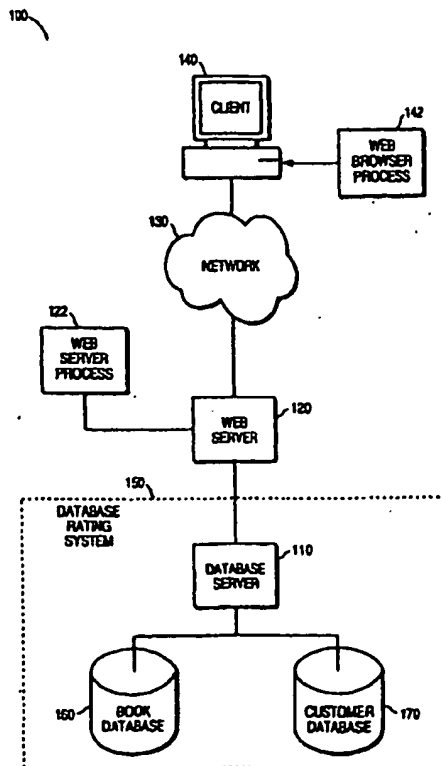 100
140
CLIENT
142
WEB
BROWSER
PROCESS
130
NETWORK
122
WEB
SERVER
PROCESS
120
WEB
SERVER
150
DATABASE
RATING
SYSTEM
110
DATABASE
SERVER
160
BOOK
DATABASE
CUSTOMER
DATABASE
170